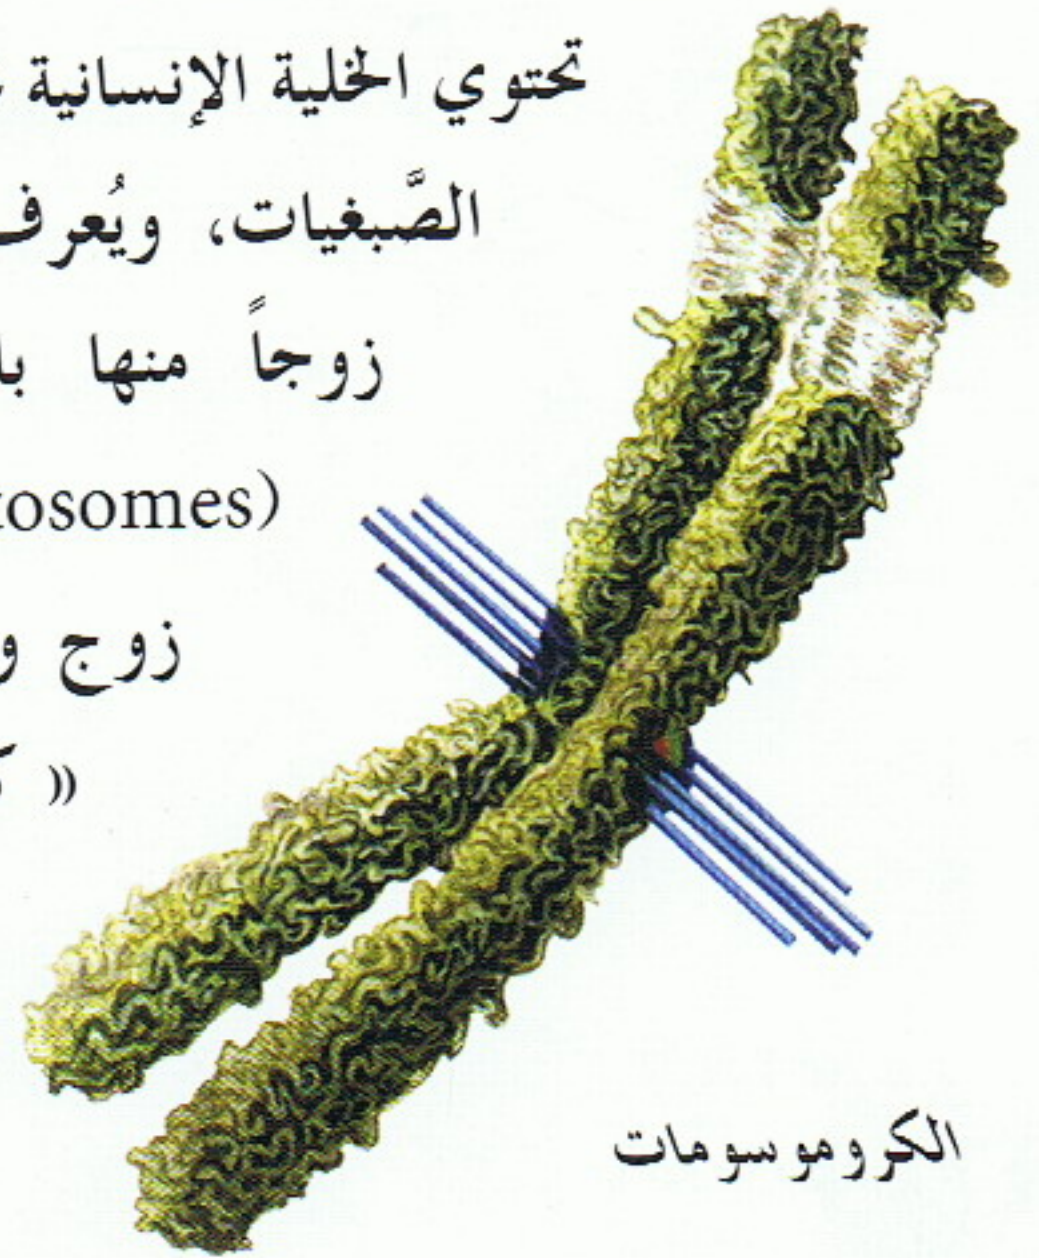 تحتوي الخلية الإنسانية
الصَّبغيات، ويُعرف
زوجاً منها
(osomes
زوج
»
الكروموسومات